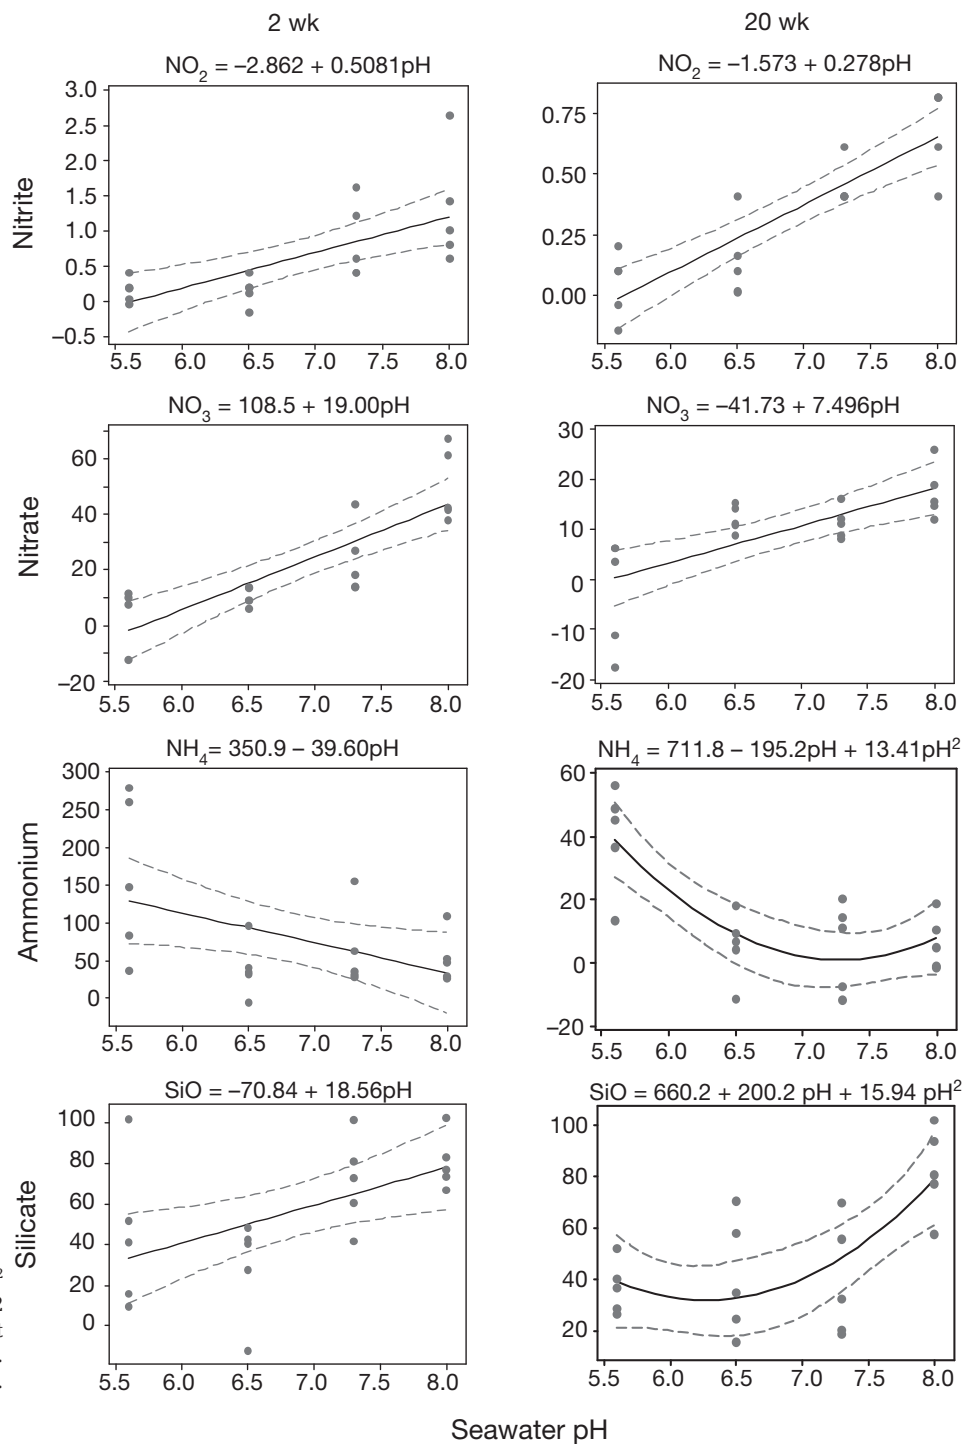 2 wk
20 wk
NO2 = –2.862 + 0.5081pH
NO2 = –1.573 + 0.278pH
Nitrite
3.0
2.5
2.0
1.5
1.0
0.5
0
–0.5
5.5 6.0 6.5 7.0 7.5 8.0
0.75
0.50
0.25
0.00
5.5 6.0 6.5 7.0 7.5 8.0
NO3 = 108.5 + 19.00pH
NO3 = –41.73 + 7.496pH
Nitrate
60
40
20
0
–20
5.5 6.0 6.5 7.0 7.5 8.0
30
20
10
0
-10
-20
5.5 6.0 6.5 7.0 7.5 8.0
NH4= 350.9 – 39.60pH
NH4 = 711.8 – 195.2pH + 13.41pH2
Ammonium
300
250
200
150
100
50
0
5.5 6.0 6.5 7.0 7.5 8.0
60
40
20
0
–20
5.5 6.0 6.5 7.0 7.5 8.0
SiO = –70.84 + 18.56pH
SiO = 660.2 + 200.2 pH + 15.94 pH2
Silicate
100
80
60
40
20
0
5.5 6.0 6.5 7.0 7.5 8.0
100
80
60
40
20
5.5 6.0 6.5 7.0 7.5 8.0
Seawater pH